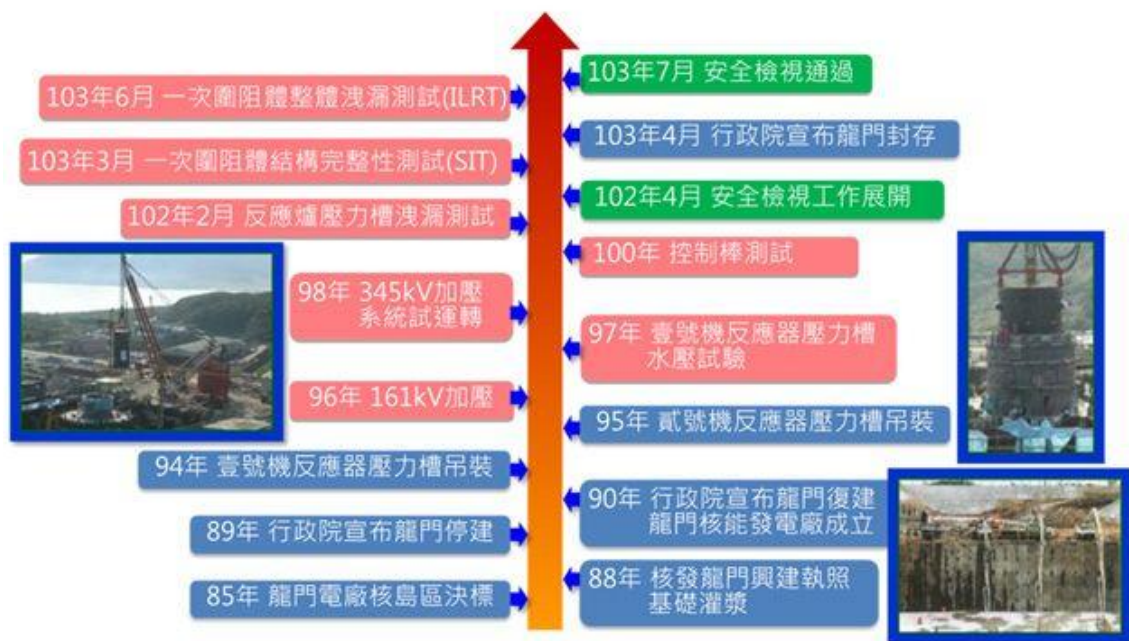 103年7月 安全檢視通過
103年6月 一次圍阻體整體洩漏測試(ILRT)
103年4月 行政院宣布龍門封存
103年3月 一次圍阻體結構完整性測試(SIT)
102年4月 安全檢視工作展開
102年2月 反應爐壓力槽洩漏測試
100年 控制棒測試
98年 345kV加壓
系統試運轉
97年 壹號機反應器壓力槽
水壓試驗
96年 161kV加壓
95年 貳號機反應器壓力槽吊裝
94年 壹號機反應器壓力槽吊裝
90年 行政院宣布龍門復建
龍門核能發電廠成立
89年 行政院宣布龍門停建
88年 核發龍門興建執照
基礎灌漿
85年 龍門電廠核島區決標